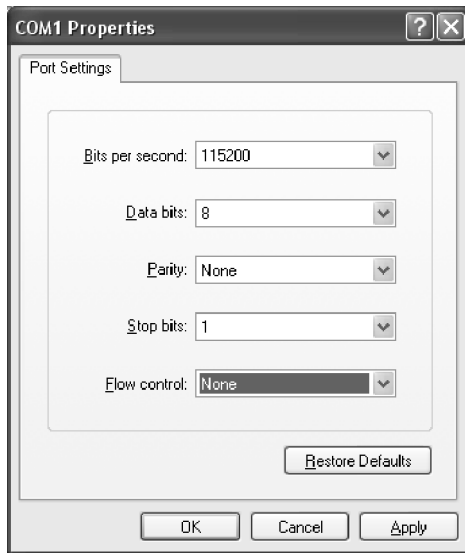 COM1 Properties
Port Settings
Bits per second: 115200
Data bits: 8
Parity: None
Stop bits: 1
Flow control: None
Restore Defaults
OK Cancel Apply